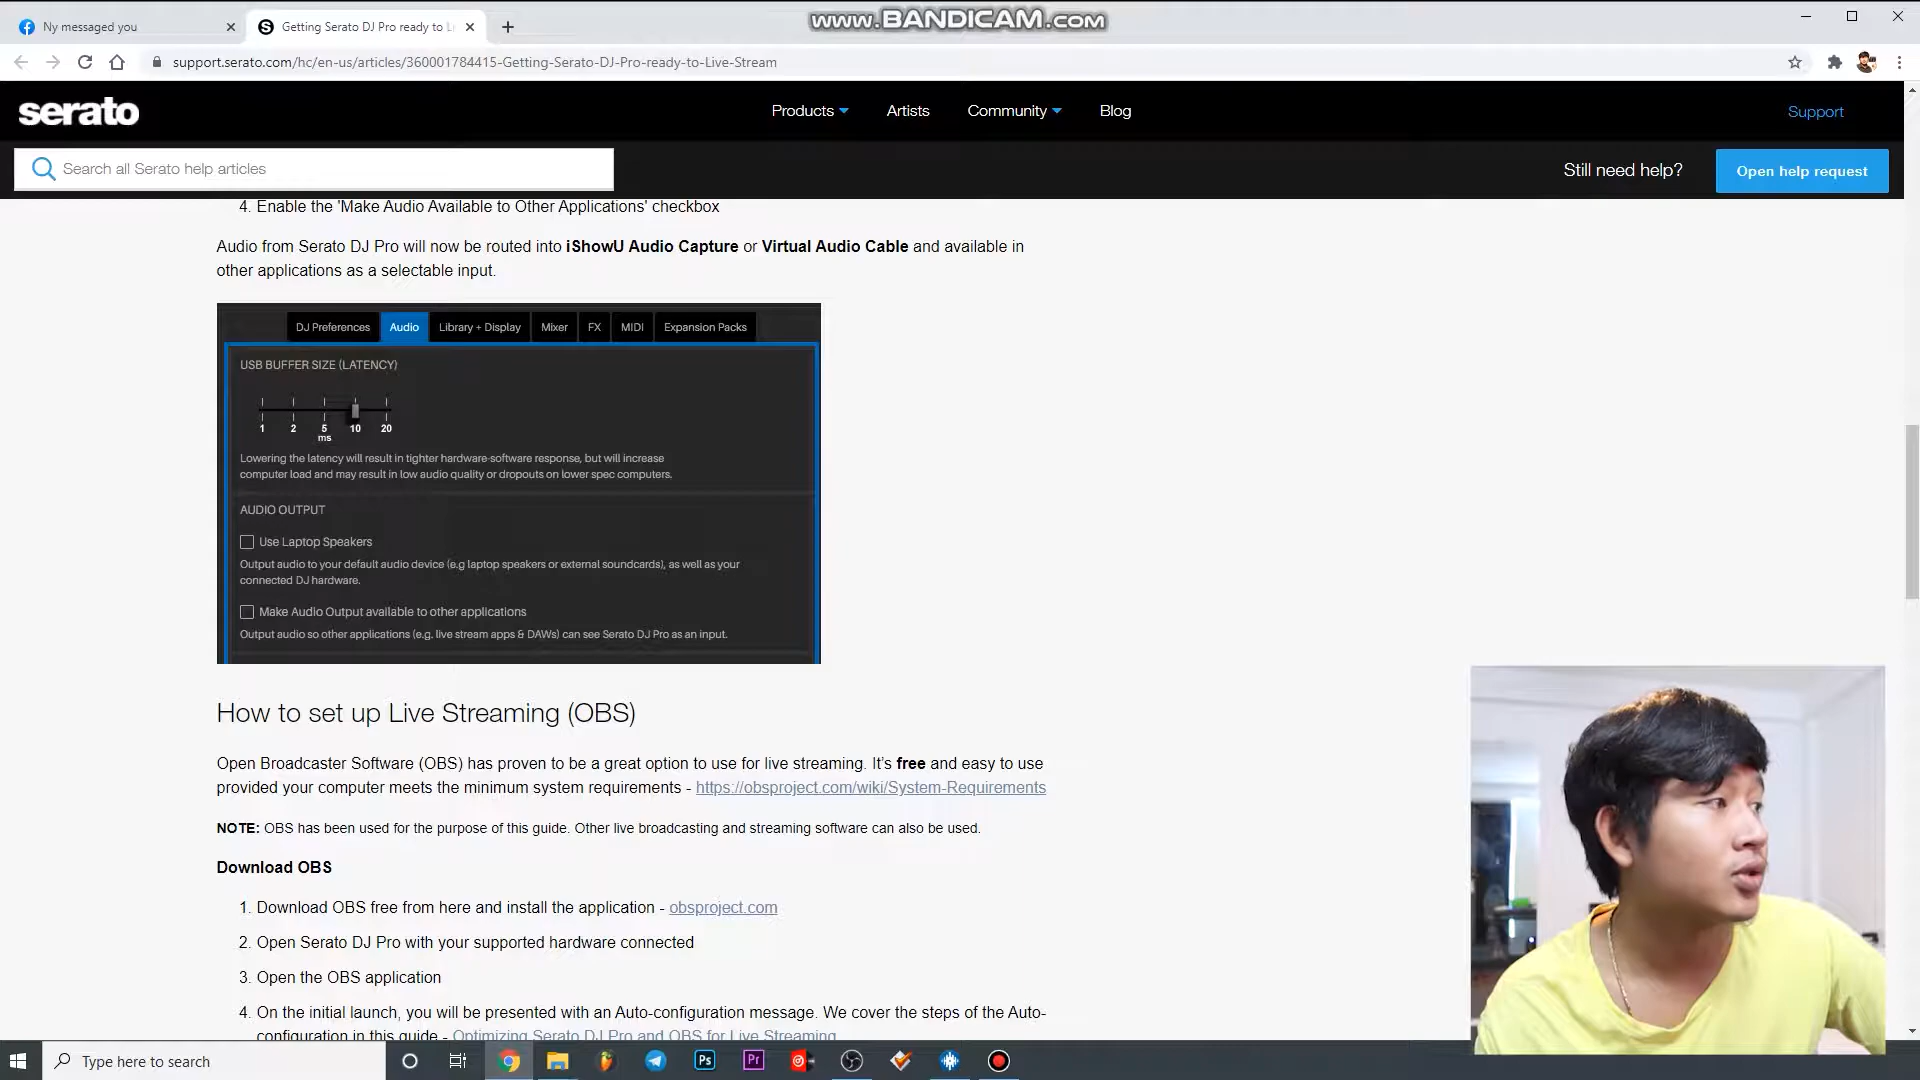 www.BANDICAM.com
Ny messaged you
Getting Serato DJ Pro ready to L
support.serato.com/hc/en-us/articles/360001784415-Getting-Serato-DJ-Pro-ready-to-Live-Stream
serato
Products
Artists
Community
Blog
Support
Search all Serato help articles
Still need help?
Open help request
4. Enable the 'Make Audio Available to Other Applications' checkbox
Audio from Serato DJ Pro will now be routed into iShowU Audio Capture or Virtual Audio Cable and available in
other applications as a selectable input.
DJ Preferences Audio Library + Display Mixer FX MIDI Expansion Packs
USB BUFFER SIZE (LATENCY)
1 2 5 10 20
ms
Lowering the latency will result in tighter hardware-software response, but will increase
computer load and may result in low audio quality or dropouts on lower spec computers.
AUDIO OUTPUT
Use Laptop Speakers
Output audio to your default audio device (e.g laptop speakers or external soundcards), as well as your
connected DJ hardware.
Make Audio Output available to other applications
Output audio so other applications (e.g. live stream apps & DAWs) can see Serato DJ Pro as an input.
How to set up Live Streaming (OBS)
Open Broadcaster Software (OBS) has proven to be a great option to use for live streaming. It's free and easy to use
provided your computer meets the minimum system requirements - https://obsproject.com/wiki/System-Requirements
NOTE: OBS has been used for the purpose of this guide. Other live broadcasting and streaming software can also be used.
Download OBS
1. Download OBS free from here and install the application - obsproject.com
2. Open Serato DJ Pro with your supported hardware connected
3. Open the OBS application
4. On the initial launch, you will be presented with an Auto-configuration message. We cover the steps of the Auto-
configuration in this guide - Optimizing Serato DJ Pro and OBS for Live Streaming
Type here to search
Ps
Pr